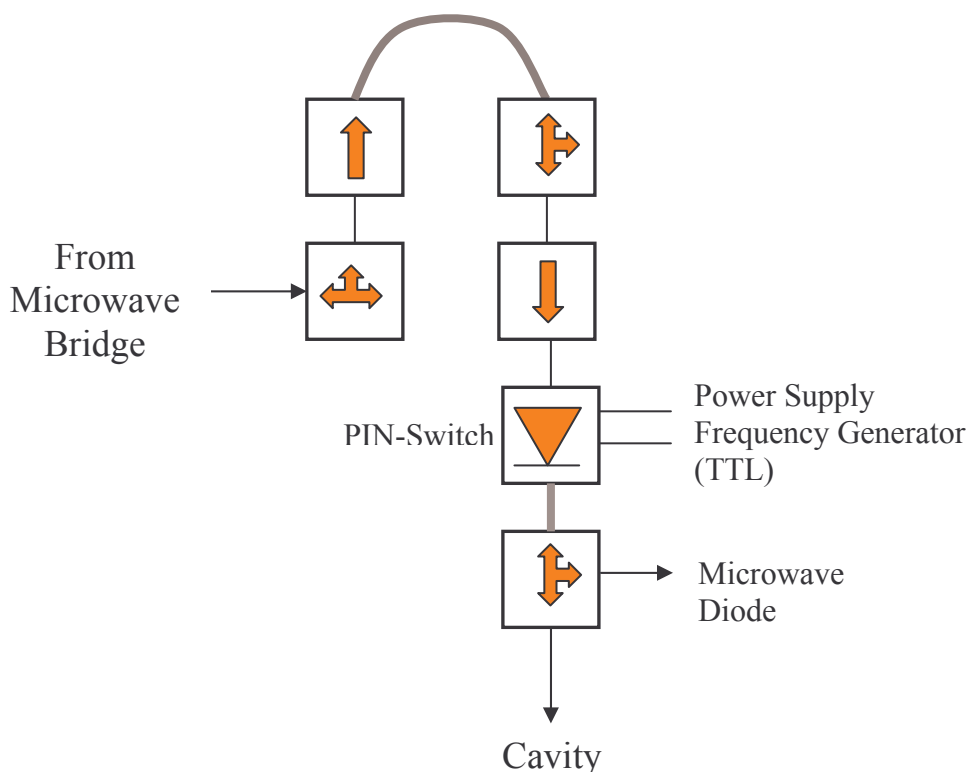 From
Microwave
Bridge
PIN-Switch
Power Supply
Frequency Generator
(TTL)
Microwave
Diode
Cavity